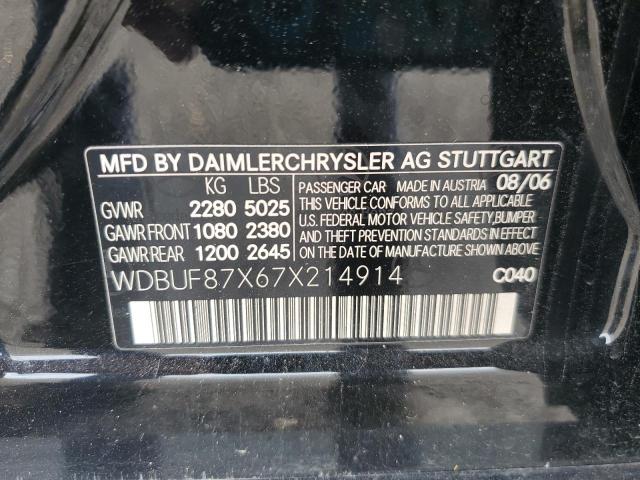 MFD BY DAIMLERCHRYSLER AG STUTTGART
KG LBS
GVWR 2280 5025
GAWR FRONT 1080 2380
GAWR REAR 1200 2645
PASSENGER CAR MADE IN AUSTRIA 08/06
THIS VEHICLE CONFORMS TO ALL APPLICABLE
U.S. FEDERAL MOTOR VEHICLE SAFETY,BUMPER
AND THEFT PREVENTION STANDARDS IN EFFECT
ON THE DATE OF MANUFACTURE SHOWN ABOVE.
WDBUF87X67X214914 C040